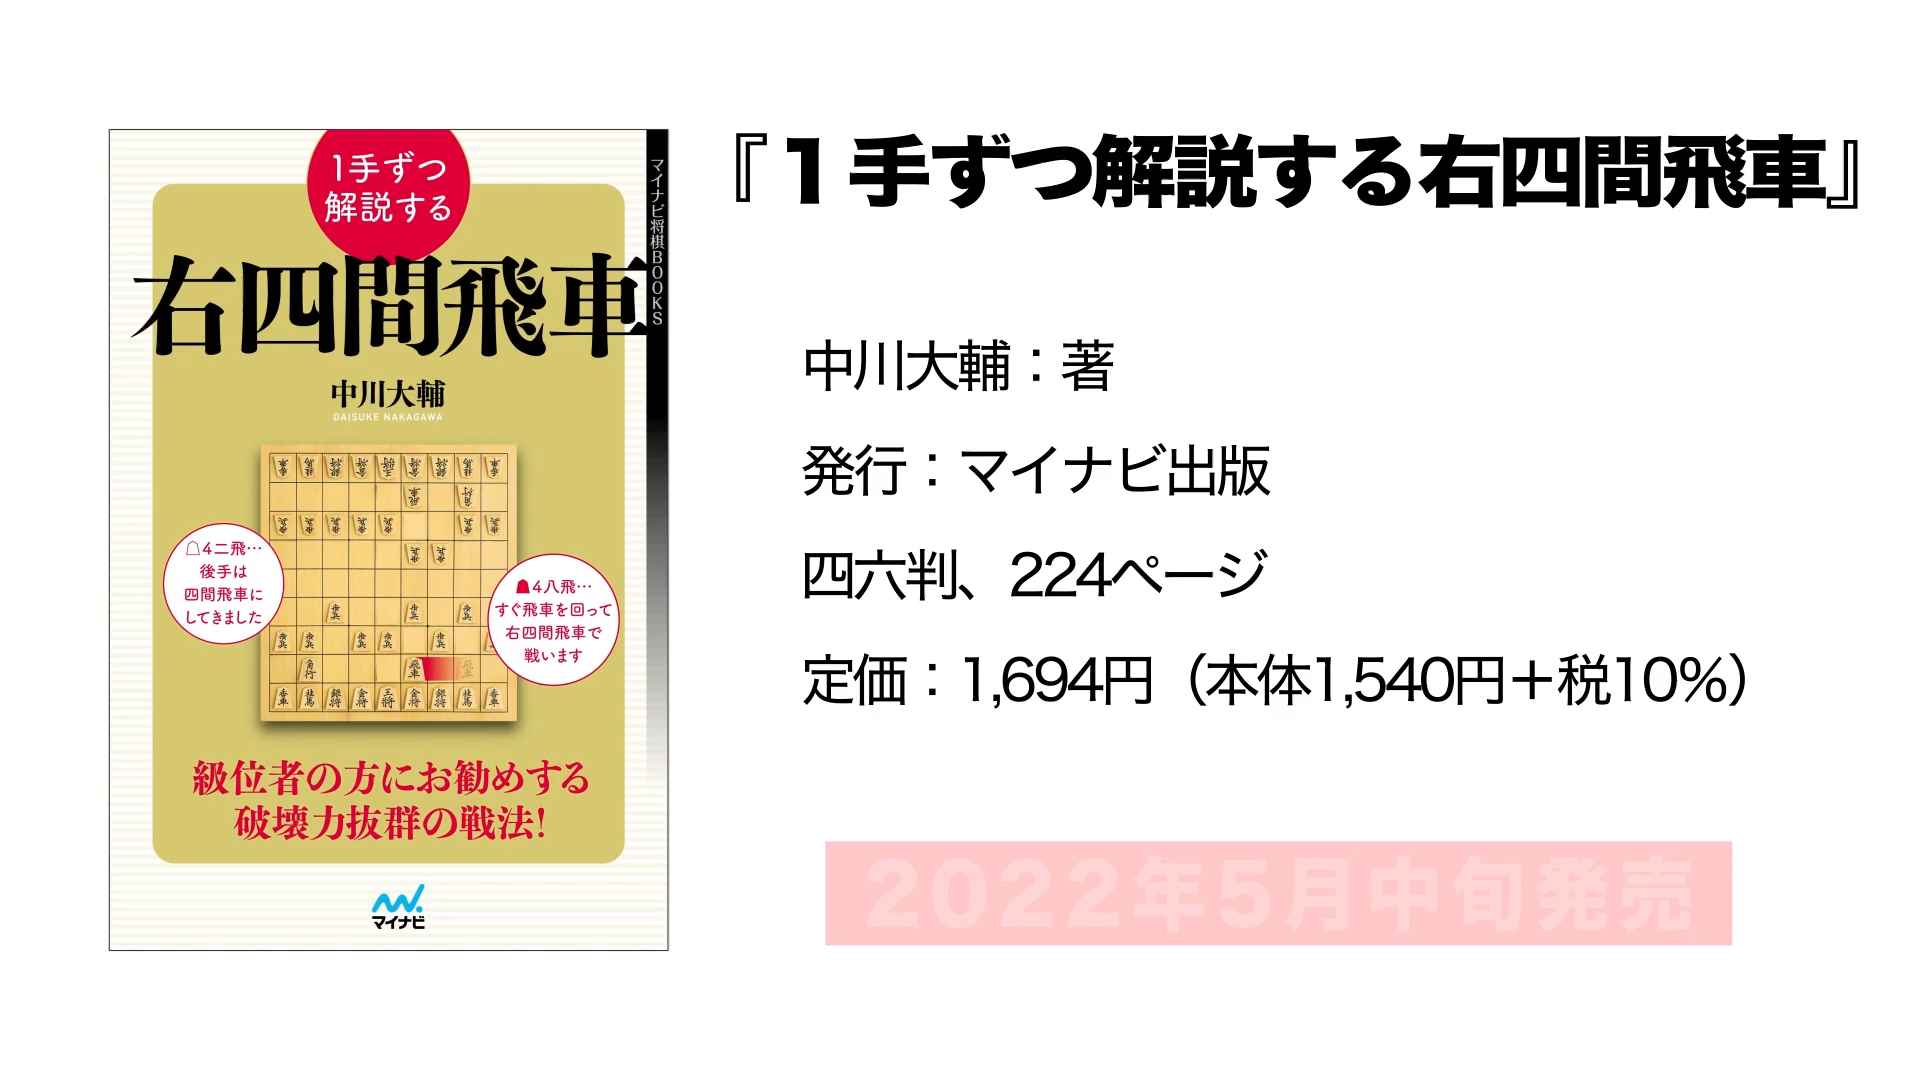 1手ずつ
解説する
右四間飛車
中川大輔
DAISUKE NAKAGAWA
マイナビ将棋BOOKS
☖4二飛…
後手は
四間飛車に
してきました
☗4八飛…
すぐ飛車を回って
右四間飛車で
戦います
級位者の方にお勧めする
破壊力抜群の戦法!
マイナビ
『1手ずつ解説する右四間飛車』
中川大輔：著
発行：マイナビ出版
四六判、224ページ
定価：1,694円（本体1,540円＋税10%）
2022年5月中旬発売